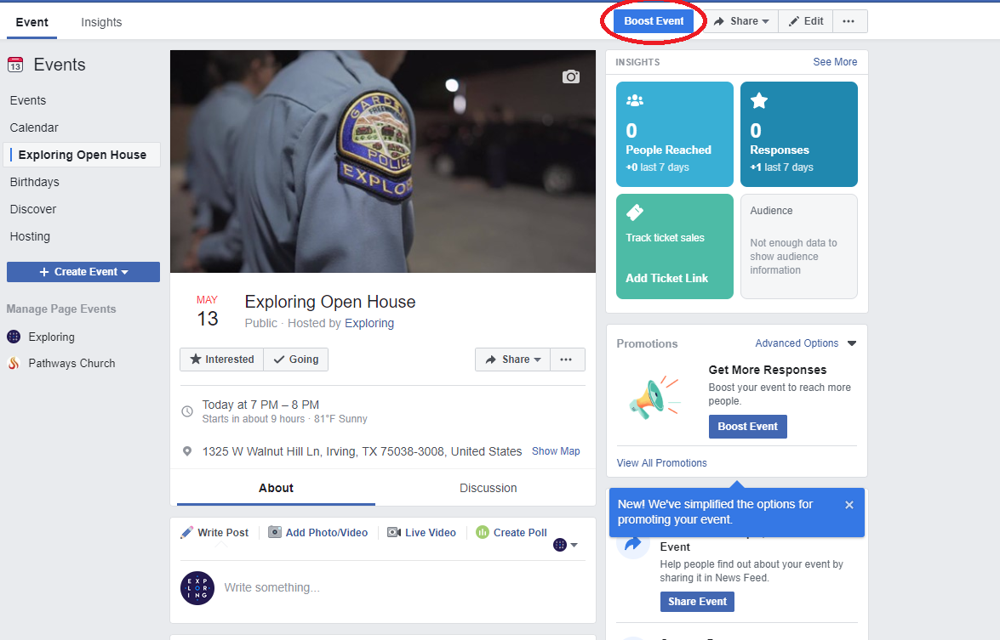 Event
Insights
Boost Event
Share
Edit
13
Events
Events
Calendar
Exploring Open House
Birthdays
Discover
Hosting
Create Event
Manage Page Events
Exploring
Pathways Church
GARDEN
POLICE
EXPLO
MAY
13
Exploring Open House
Public · Hosted by Exploring
Interested
Going
Share
Today at 7 PM – 8 PM
Starts in about 9 hours · 81°F Sunny
1325 W Walnut Hill Ln, Irving, TX 75038-3008, United States
Show Map
About
Discussion
Write Post
Add Photo/Video
Live Video
Create Poll
EXP
LOR
ING
Write something...
INSIGHTS
See More
0
People Reached
+0 last 7 days
0
Responses
+1 last 7 days
Track ticket sales
Add Ticket Link
Audience
Not enough data to
show audience
information
Promotions
Advanced Options
Get More Responses
Boost your event to reach more
people.
Boost Event
View All Promotions
New! We've simplified the options for
promoting your event.
Event
Help people find out about your event by
sharing it in News Feed.
Share Event